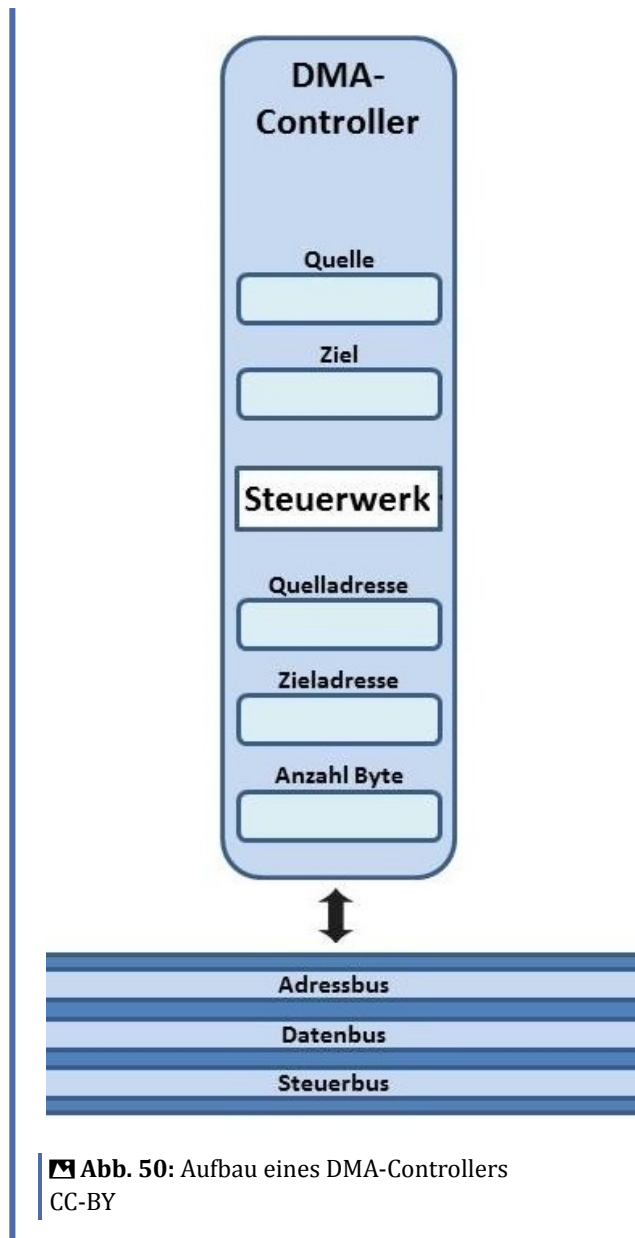 DMA-
Controller
Quelle
Ziel
Steuerwerk
Quelladresse
Zieladresse
Anzahl Byte
Adressbus
Datenbus
Steuerbus
Abb. 50: Aufbau eines DMA-Controllers
CC-BY